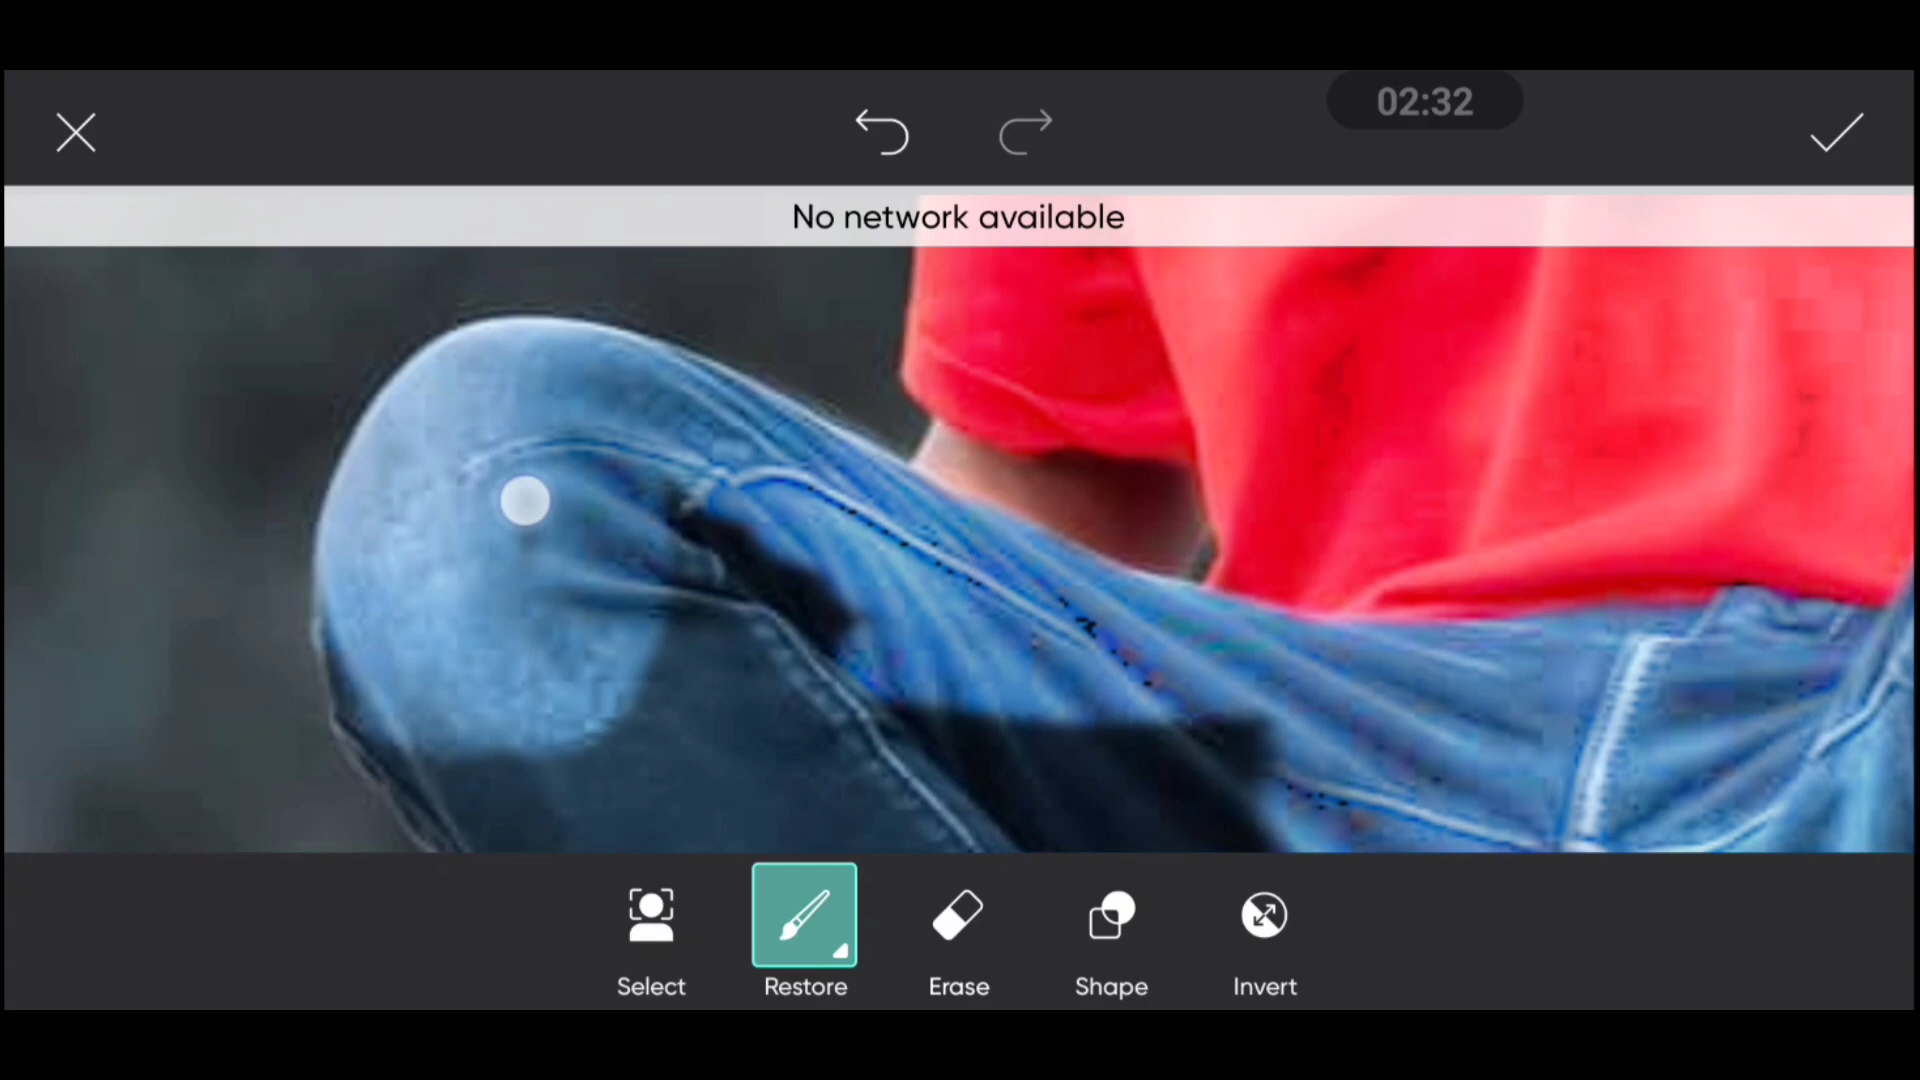 02:32
No network available
Select
Restore
Erase
Shape
Invert